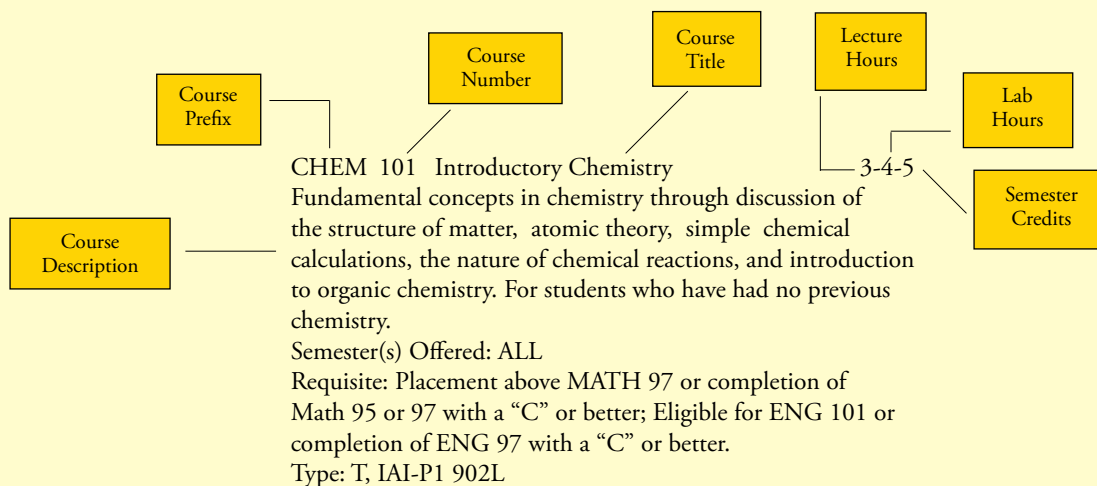 Course
Title
Lecture
Hours
Course
Number
Course
Prefix
Lab
Hours
CHEM 101 Introductory Chemistry 3-4-5
Semester
Credits
Course
Description
Fundamental concepts in chemistry through discussion of
the structure of matter, atomic theory, simple chemical
calculations, the nature of chemical reactions, and introduction
to organic chemistry. For students who have had no previous
chemistry.
Semester(s) Offered: ALL
Requisite: Placement above MATH 97 or completion of
Math 95 or 97 with a “C” or better; Eligible for ENG 101 or
completion of ENG 97 with a “C” or better.
Type: T, IAI-P1 902L